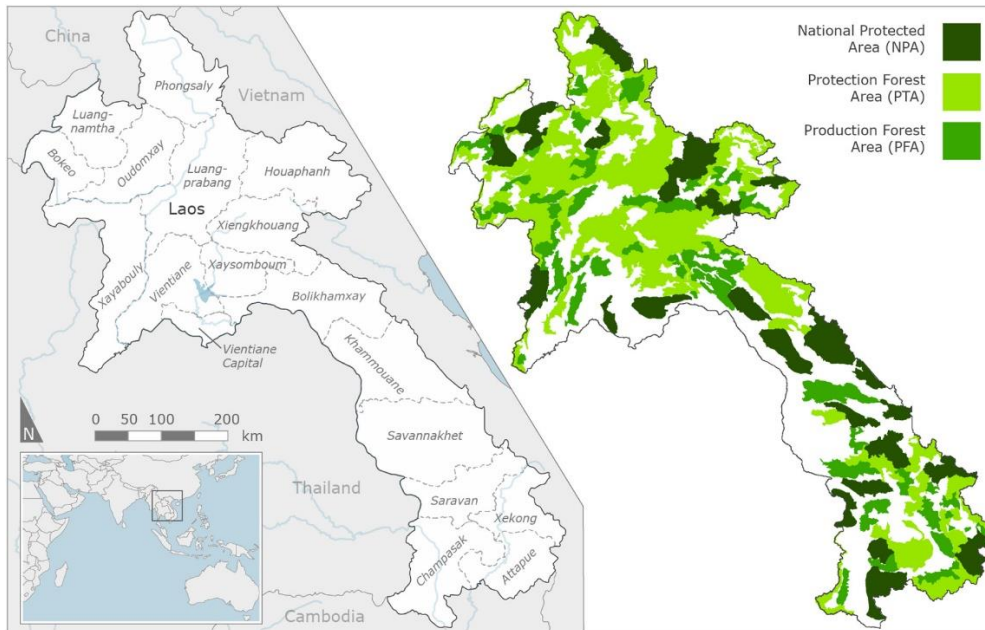 China
Vietnam
Phongsaly
Luang-
namtha
Bokeo
Oudomxay
Luang-
prabang
Houaphanh
Laos
Xiengkhouang
Xayabouly
Vientiane
Xaysomboum
Bolikhamxay
Vientiane
Capital
Khammouane
0 50 100 200
km
N
Savannakhet
Thailand
Saravan
Xekong
Champasak
Attapue
Cambodia
National Protected
Area (NPA)
Protection Forest
Area (PTA)
Production Forest
Area (PFA)